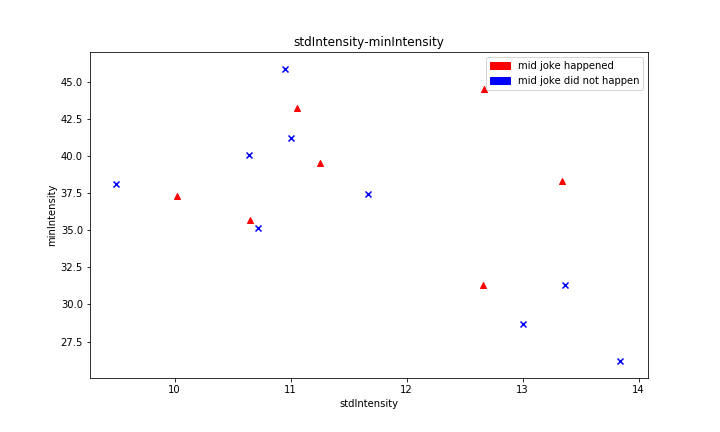 stdIntensity-minIntensity
mid joke happened
mid joke did not happen
45.0
42.5
40.0
37.5
35.0
32.5
30.0
27.5
minIntensity
10
11
12
13
14
stdIntensity